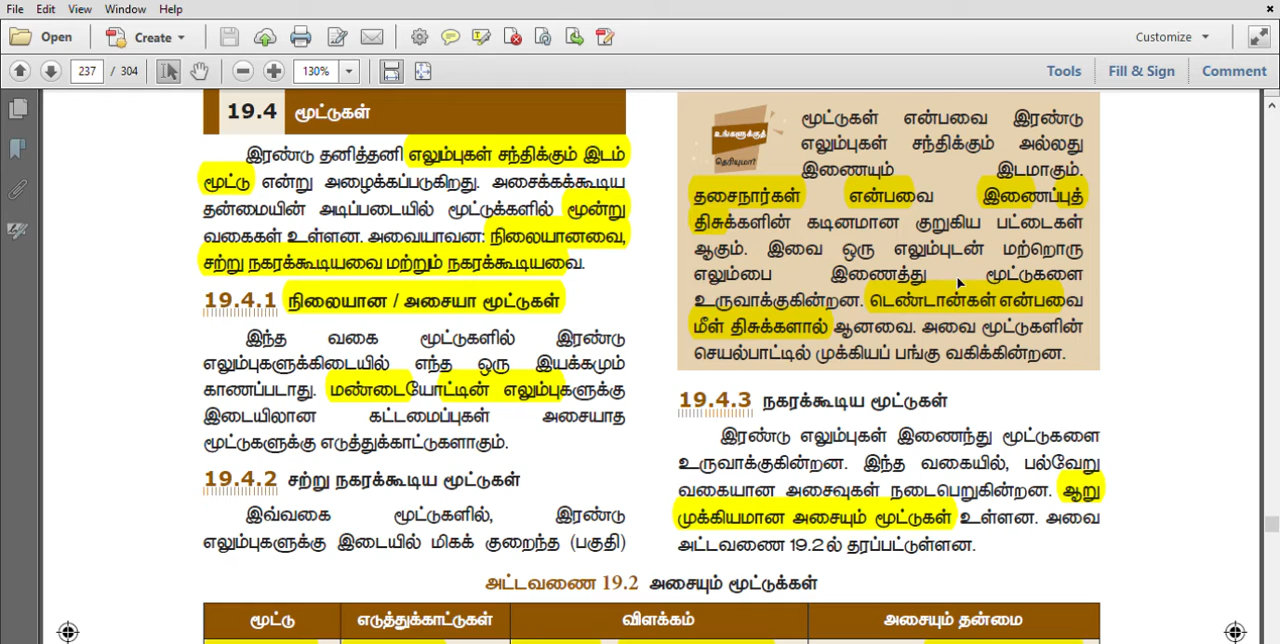 File Edit View Window Help
Open Create Customize
237 / 304 130% Tools Fill & Sign Comment
19.4 மூட்டுகள்
இரண்டு தனித்தனி எலும்புகள் சந்திக்கும் இடம்
மூட்டு என்று அழைக்கப்படுகிறது. அசைக்கக்கூடிய
தன்மையின் அடிப்படையில் மூட்டுக்களில் மூன்று
வகைகள் உள்ளன. அவையாவன: நிலையானவை,
சற்று நகரக்கூடியவை மற்றும் நகரக்கூடியவை.
19.4.1 நிலையான / அசையா மூட்டுகள்
இந்த வகை மூட்டுகளில் இரண்டு
எலும்புகளுக்கிடையில் எந்த ஒரு இயக்கமும்
காணப்படாது. மண்டையோட்டின் எலும்புகளுக்கு
இடையிலான கட்டமைப்புகள் அசையாத
மூட்டுகளுக்கு எடுத்துக்காட்டுகளாகும்.
19.4.2 சற்று நகரக்கூடிய மூட்டுகள்
இவ்வகை மூட்டுகளில், இரண்டு
எலும்புகளுக்கு இடையில் மிகக் குறைந்த (பகுதி)
உங்களுக்குத்
தெரியுமா?
மூட்டுகள் என்பவை இரண்டு
எலும்புகள் சந்திக்கும் அல்லது
இணையும் இடமாகும்.
தசைநார்கள் என்பவை இணைப்புத்
திசுக்களின் கடினமான குறுகிய பட்டைகள்
ஆகும். இவை ஒரு எலும்புடன் மற்றொரு
எலும்பை இணைத்து மூட்டுகளை
உருவாக்குகின்றன. டெண்டான்கள் என்பவை
மீள் திசுக்களால் ஆனவை. அவை மூட்டுகளின்
செயல்பாட்டில் முக்கியப் பங்கு வகிக்கின்றன.
19.4.3 நகரக்கூடிய மூட்டுகள்
இரண்டு எலும்புகள் இணைந்து மூட்டுகளை
உருவாக்குகின்றன. இந்த வகையில், பல்வேறு
வகையான அசைவுகள் நடைபெறுகின்றன. ஆறு
முக்கியமான அசையும் மூட்டுகள் உள்ளன. அவை
அட்டவணை 19.2ல் தரப்பட்டுள்ளன.
அட்டவணை 19.2 அசையும் மூட்டுக்கள்
மூட்டு எடுத்துக்காட்டுகள் விளக்கம் அசையும் தன்மை